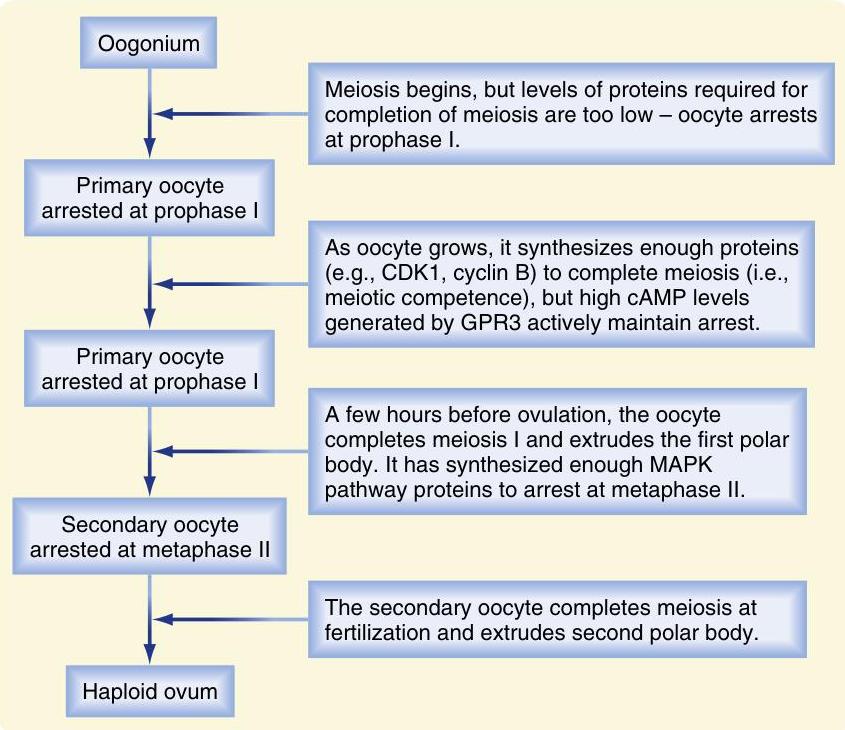 Oogonium
Meiosis begins, but levels of proteins required for
completion of meiosis are too low – oocyte arrests
at prophase I.
Primary oocyte
arrested at prophase I
As oocyte grows, it synthesizes enough proteins
(e.g., CDK1, cyclin B) to complete meiosis (i.e.,
meiotic competence), but high cAMP levels
generated by GPR3 actively maintain arrest.
Primary oocyte
arrested at prophase I
A few hours before ovulation, the oocyte
completes meiosis I and extrudes the first polar
body. It has synthesized enough MAPK
pathway proteins to arrest at metaphase II.
Secondary oocyte
arrested at metaphase II
The secondary oocyte completes meiosis at
fertilization and extrudes second polar body.
Haploid ovum